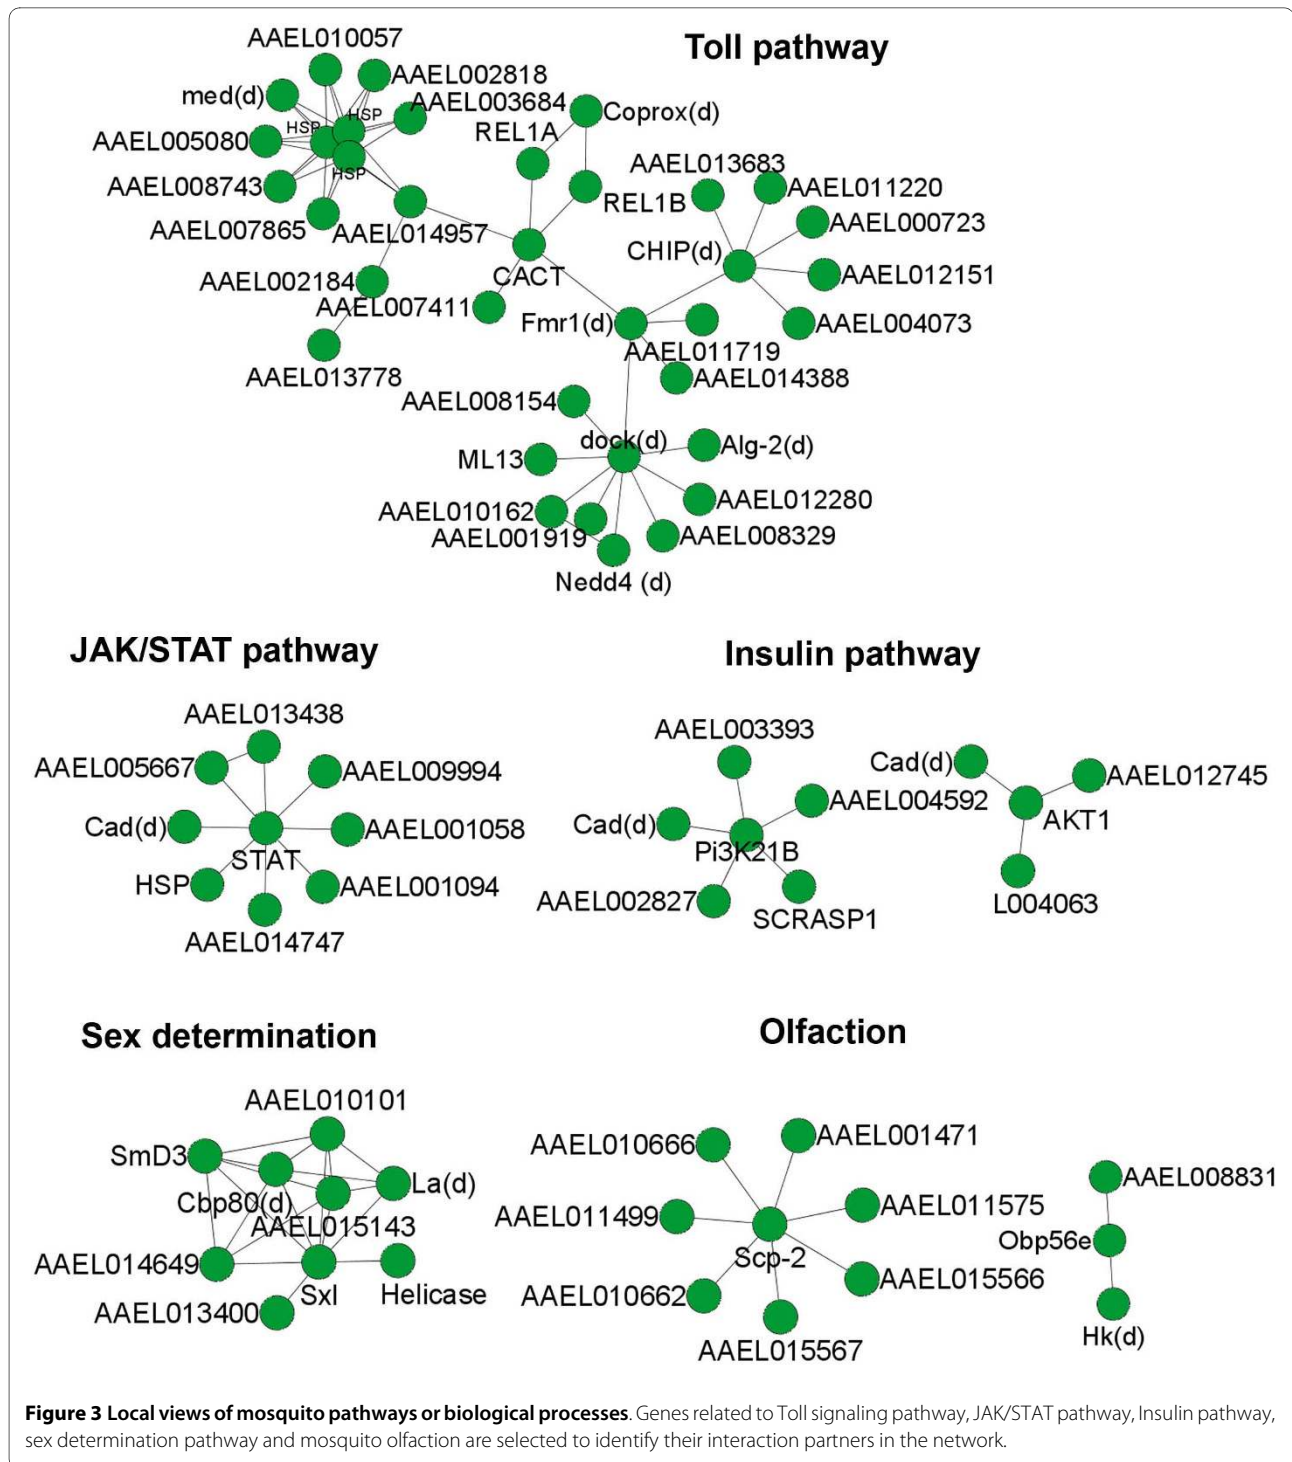 Toll pathway
AAEL010057
AAEL002818
med(d)
AAEL003684
HSP
HSP
HSP
AAEL005080
AAEL008743
AAEL007865
AAEL014957
REL1A
Coprox(d)
REL1B
AAEL013683
AAEL011220
AAEL000723
CHIP(d)
AAEL012151
AAEL004073
CACT
AAEL002184
AAEL007411
AAEL013778
Fmr1(d)
AAEL011719
AAEL014388
AAEL008154
dock(d)
Alg-2(d)
ML13
AAEL010162
AAEL012280
AAEL001919
AAEL008329
Nedd4 (d)
JAK/STAT pathway
AAEL013438
AAEL005667
AAEL009994
Cad(d)
AAEL001058
STAT
HSP
AAEL001094
AAEL014747
Insulin pathway
AAEL003393
Cad(d)
AAEL004592
Pi3K21B
AAEL002827
SCRASP1
Cad(d)
AAEL012745
AKT1
L004063
Sex determination
AAEL010101
SmD3
Cbp80(d)
La(d)
AAEL015143
AAEL014649
Sxl
Helicase
AAEL013400
Olfaction
AAEL010666
AAEL001471
AAEL011499
AAEL011575
Scp-2
AAEL010662
AAEL015566
AAEL015567
AAEL008831
Obp56e
Hk(d)
Figure 3 Local views of mosquito pathways or biological processes. Genes related to Toll signaling pathway, JAK/STAT pathway, Insulin pathway,
sex determination pathway and mosquito olfaction are selected to identify their interaction partners in the network.